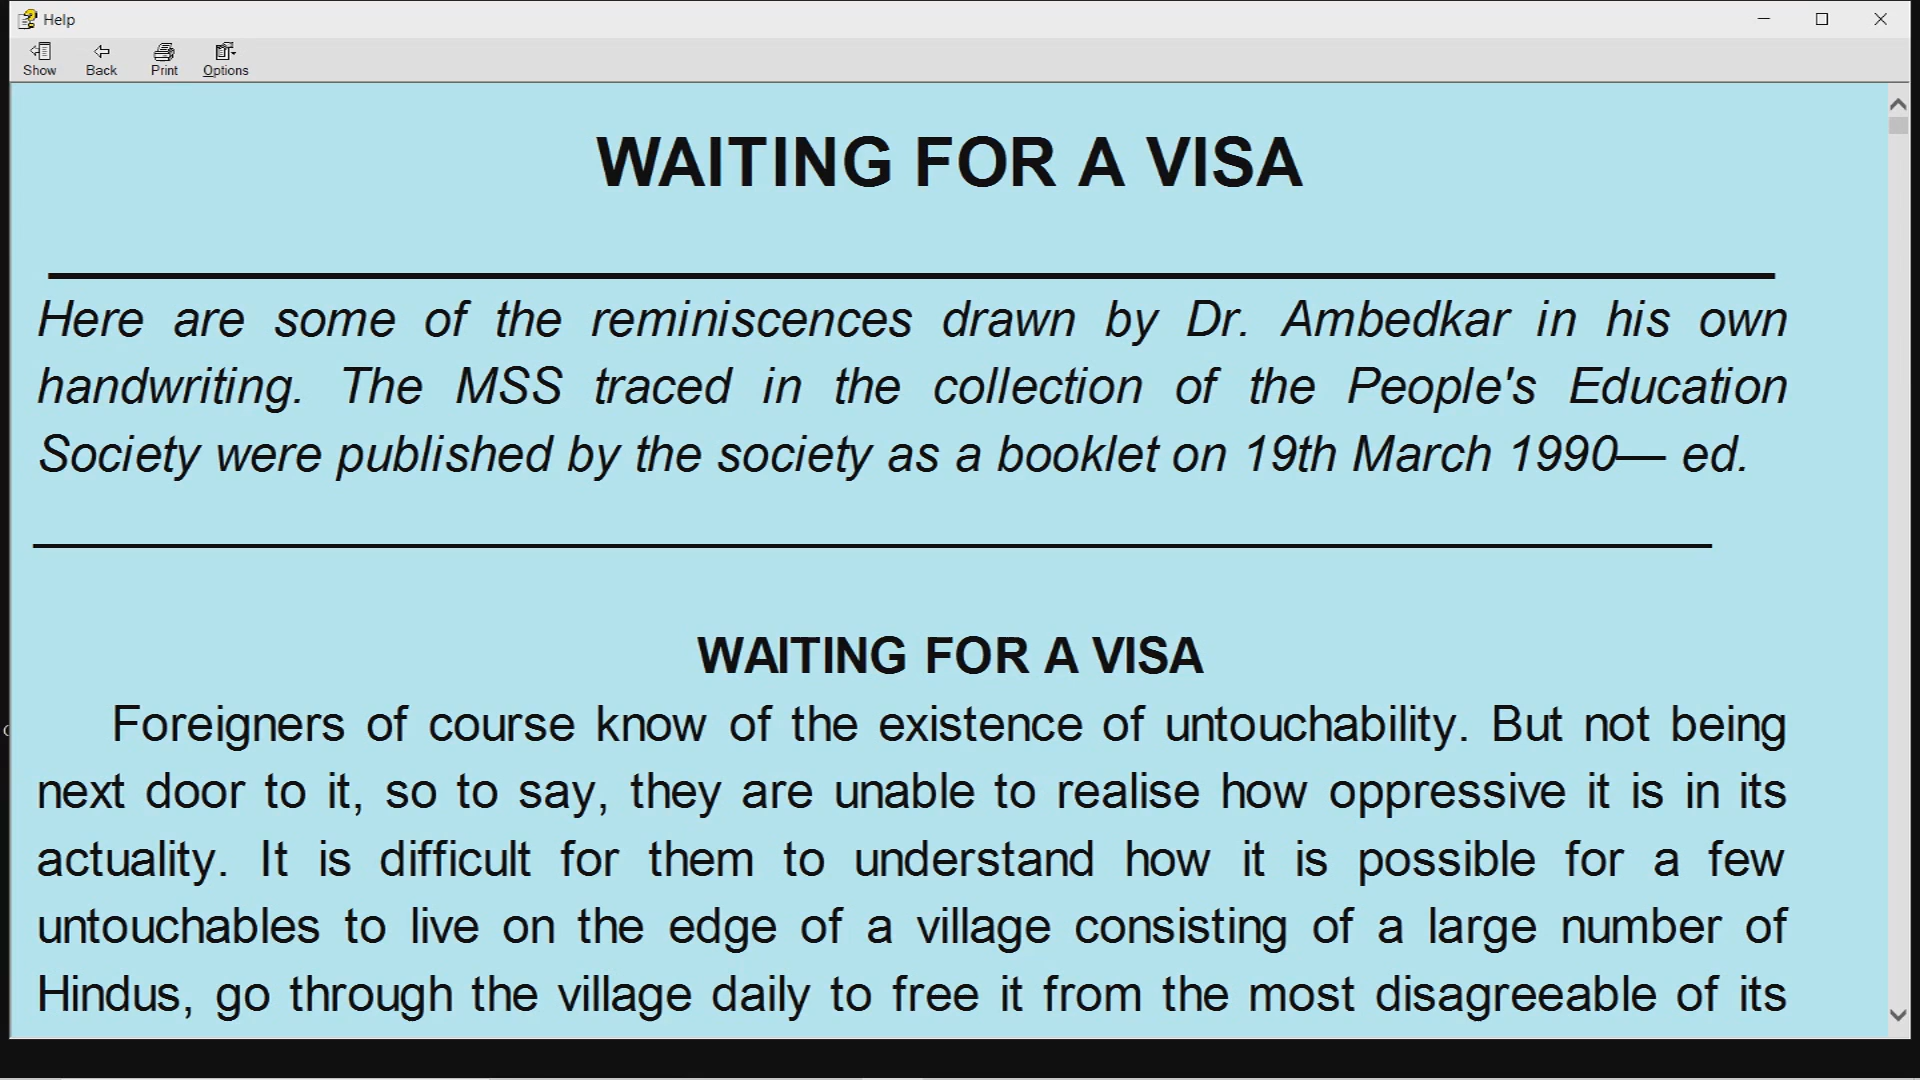 Help
Show Back Print Options
WAITING FOR A VISA
Here are some of the reminiscences drawn by Dr. Ambedkar in his own
handwriting. The MSS traced in the collection of the People's Education
Society were published by the society as a booklet on 19th March 1990— ed.
WAITING FOR A VISA
Foreigners of course know of the existence of untouchability. But not being
next door to it, so to say, they are unable to realise how oppressive it is in its
actuality. It is difficult for them to understand how it is possible for a few
untouchables to live on the edge of a village consisting of a large number of
Hindus, go through the village daily to free it from the most disagreeable of its